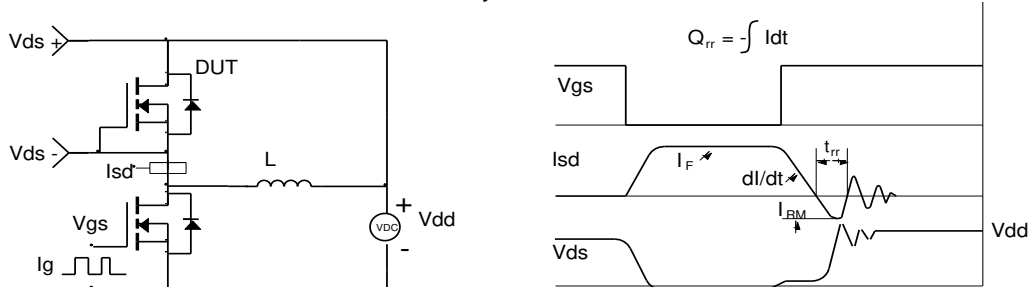 Vds +
DUT
Vds -
Isd
L
Vgs
Ig
+
VDC
-
Vdd
Qrr = -∫ Idt
Vgs
Isd
IF
dI/dt
trr
IRM
Vds
Vdd